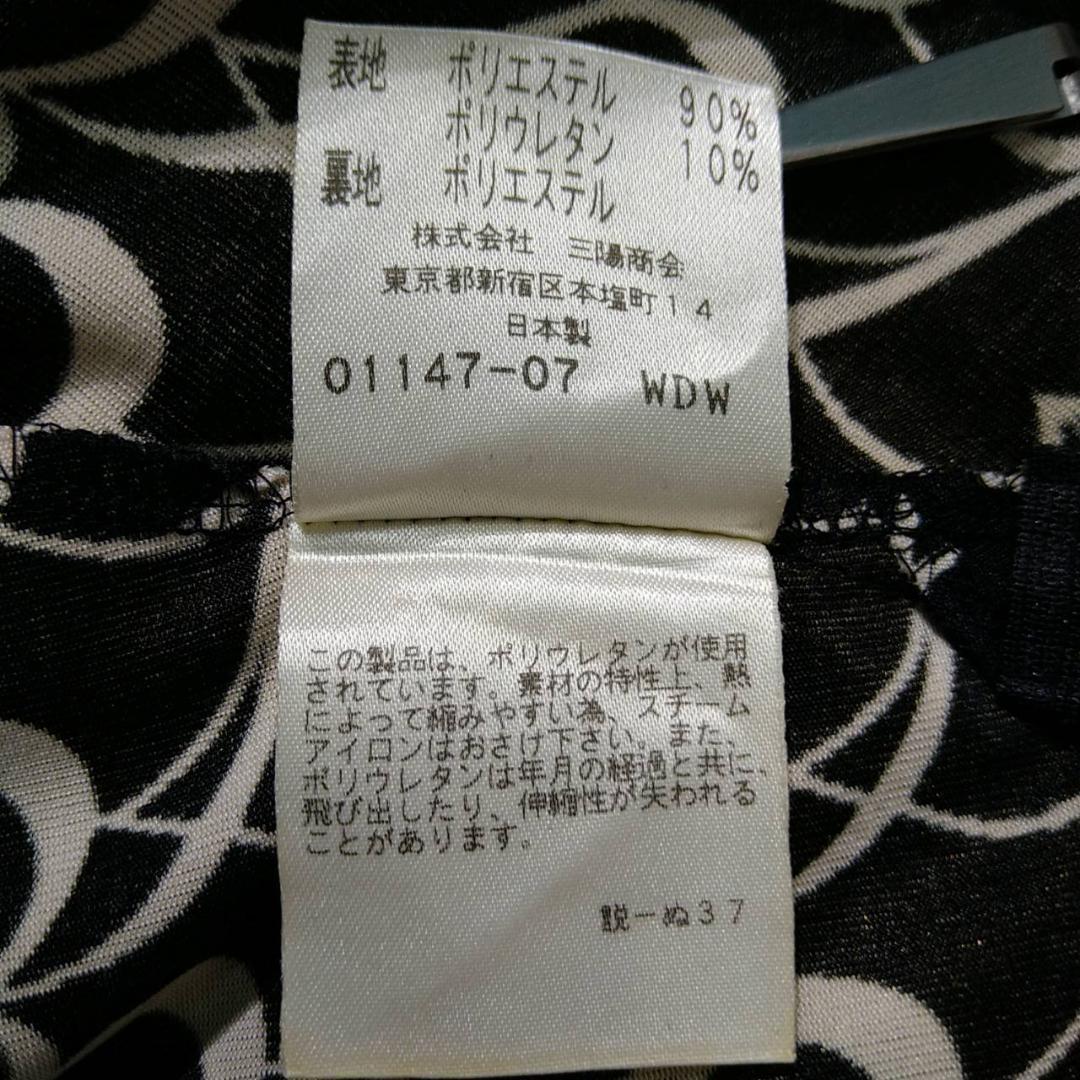 表地 ポリエステル 90%
ポリウレタン 10%
裏地 ポリエステル
株式会社 三陽商会
東京都新宿区本塩町14
日本製
01147-07 WDW
この製品は、ポリウレタンが使用
されています。素材の特性上、熱
によって縮みやすい為、スチーム
アイロンはおさけ下さい。また、
ポリウレタンは年月の経過と共に、
飛び出したり、伸縮性が失われる
ことがあります。
説ーぬ37